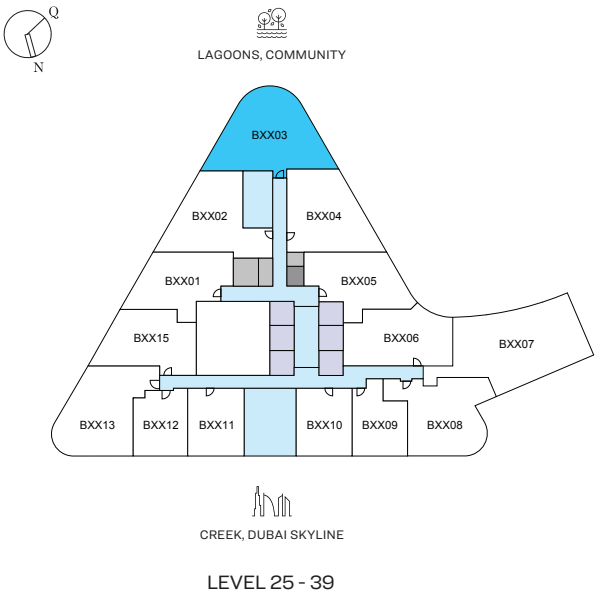 Q
N
LAGOONS, COMMUNITY
BXX03
BXX02
BXX04
BXX01
BXX05
BXX15
BXX06
BXX07
BXX13
BXX12
BXX11
BXX10
BXX09
BXX08
CREEK, DUBAI SKYLINE
LEVEL 25 - 39